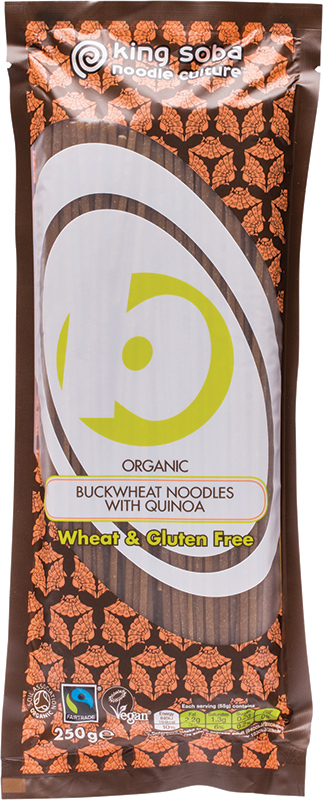 king soba
noodle culture
ORGANIC
BUCKWHEAT NOODLES
WITH QUINOA
Wheat & Gluten Free
ORGANIC
FAIRTRADE
Vegan
Each serving (85g) contains
250g e